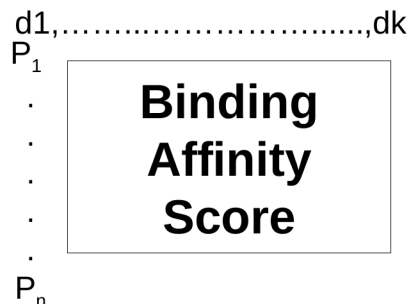 d1,……...…………….......,dk
P1
.
.
.
.
.
Binding
Affinity
Score
Pn